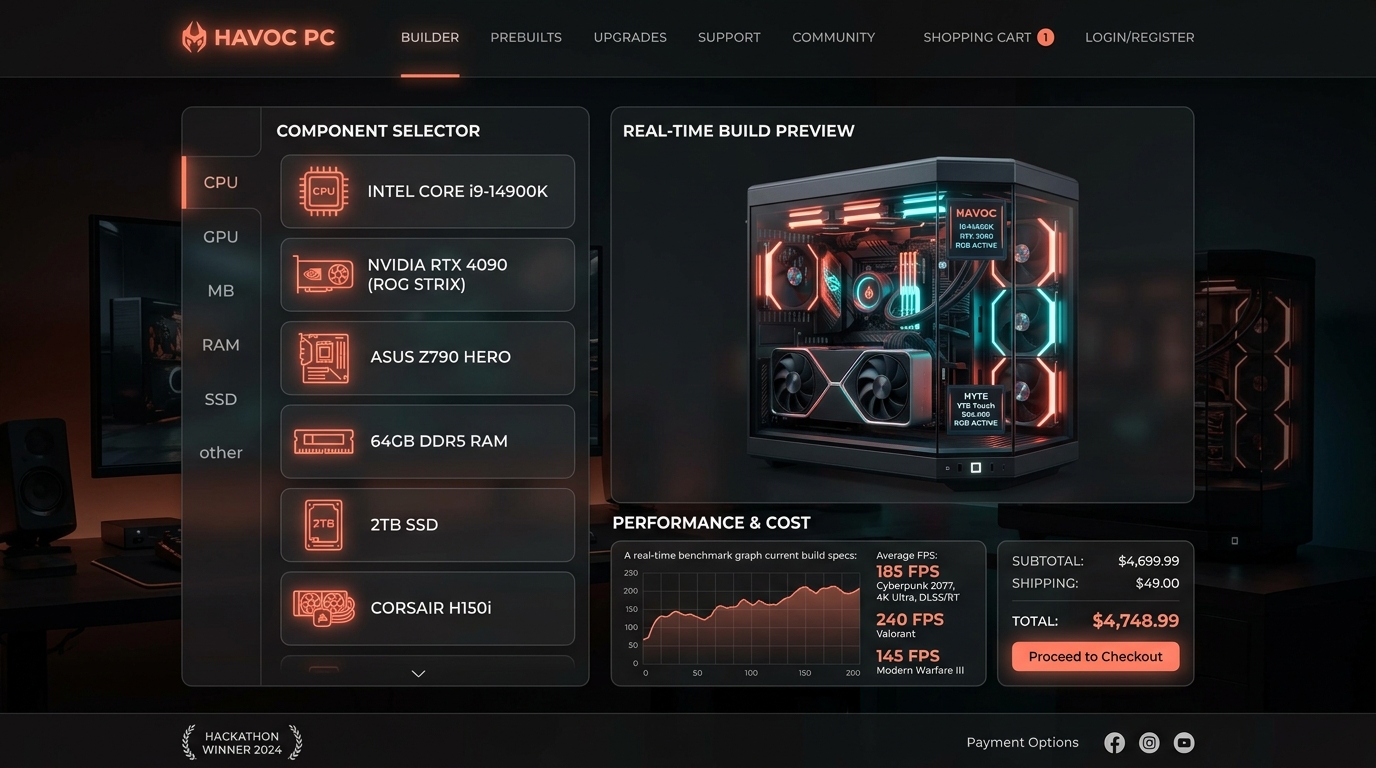 HAVOC PC
BUILDER
PREBUILTS
UPGRADES
SUPPORT
COMMUNITY
SHOPPING CART 1
LOGIN/REGISTER
CPU
GPU
MB
RAM
SSD
other
COMPONENT SELECTOR
CPU
INTEL CORE i9-14900K
NVIDIA RTX 4090
(ROG STRIX)
ASUS Z790 HERO
64GB DDR5 RAM
2TB
2TB SSD
CORSAIR H150i
REAL-TIME BUILD PREVIEW
MAVOC
RGB ACTIVE
MYTE
YTB Touch
RGB ACTIVE
PERFORMANCE & COST
A real-time benchmark graph current build specs:
230
200
150
100
50
0
0
50
100
150
200
Average FPS:
185 FPS
Cyberpunk 2077,
4K Ultra, DLSS/RT
240 FPS
Valorant
145 FPS
Modern Warfare III
SUBTOTAL: $4,699.99
SHIPPING: $49.00
TOTAL: $4,748.99
Proceed to Checkout
HACKATHON
WINNER 2024
Payment Options